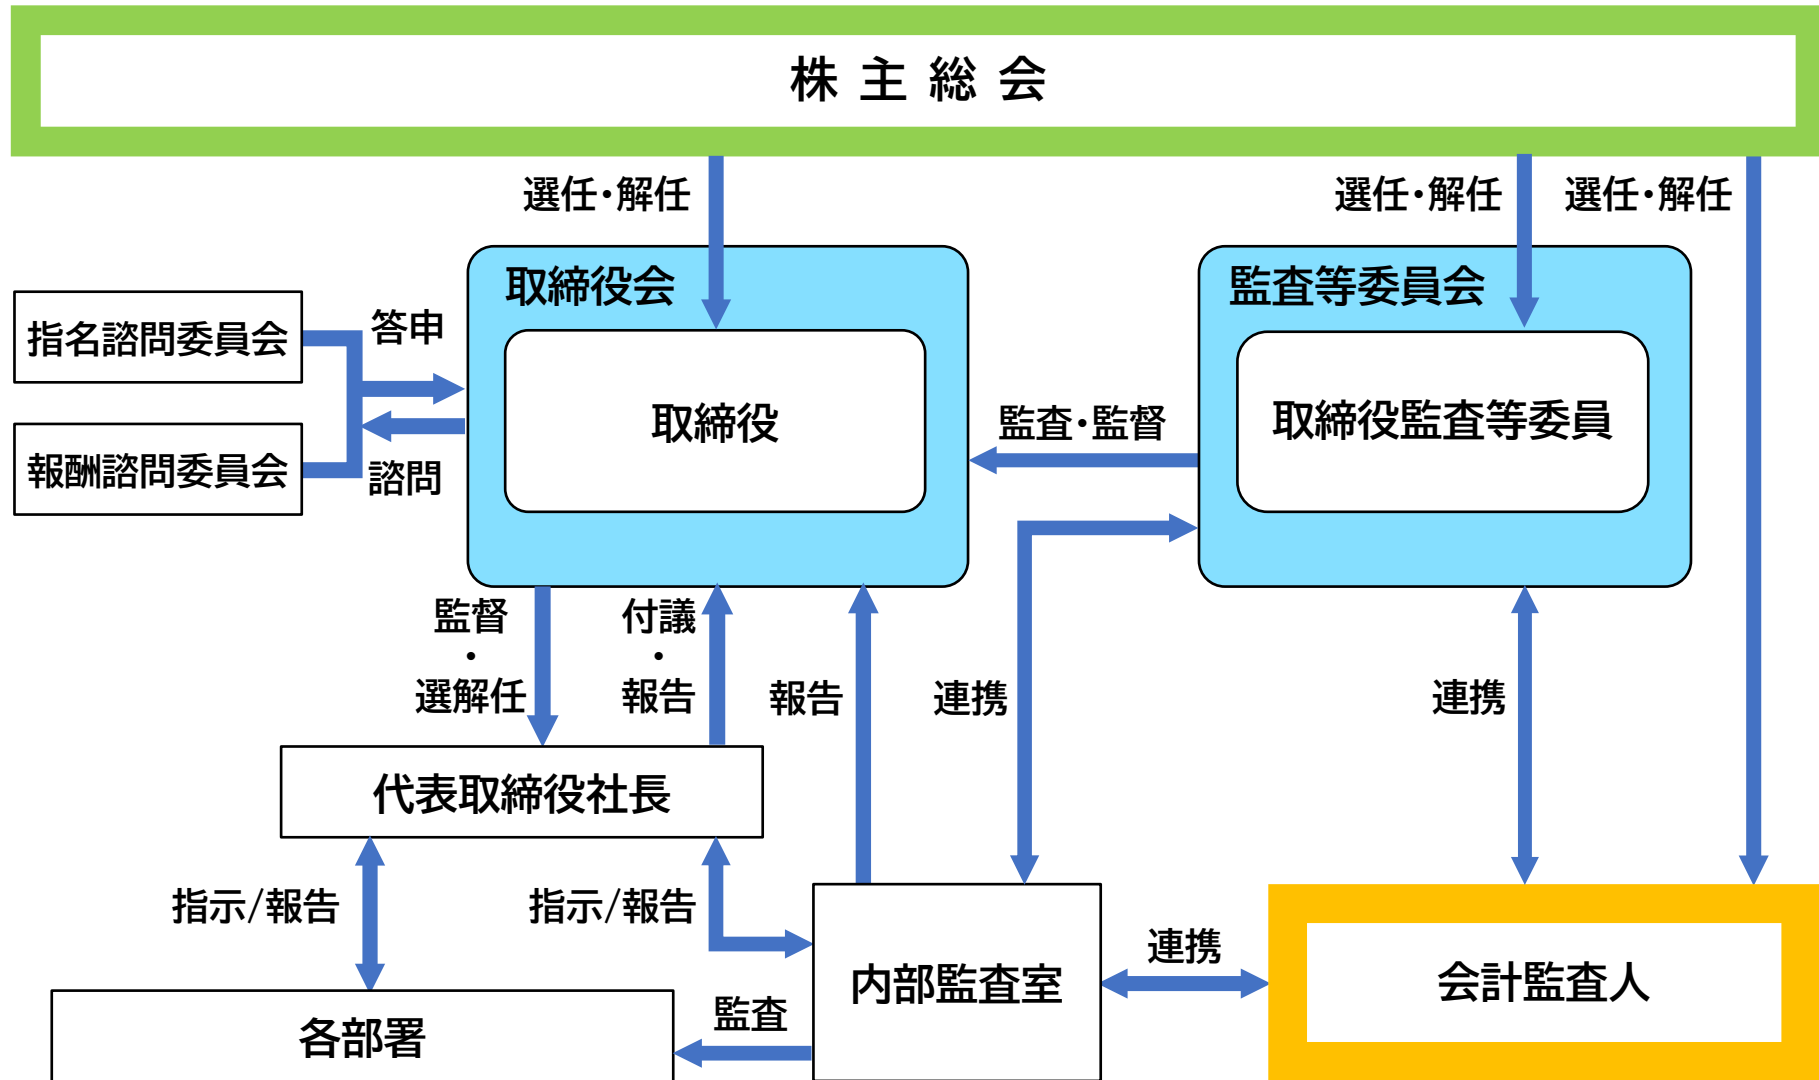 株主総会
選任・解任
選任・解任
選任・解任
取締役会
監査等委員会
指名諮問委員会
答申
取締役
取締役監査等委員
監査・監督
報酬諮問委員会
諮問
監督
・
選解任
付議
・
報告
報告
連携
連携
代表取締役社長
指示/報告
指示/報告
連携
内部監査室
会計監査人
監査
各部署